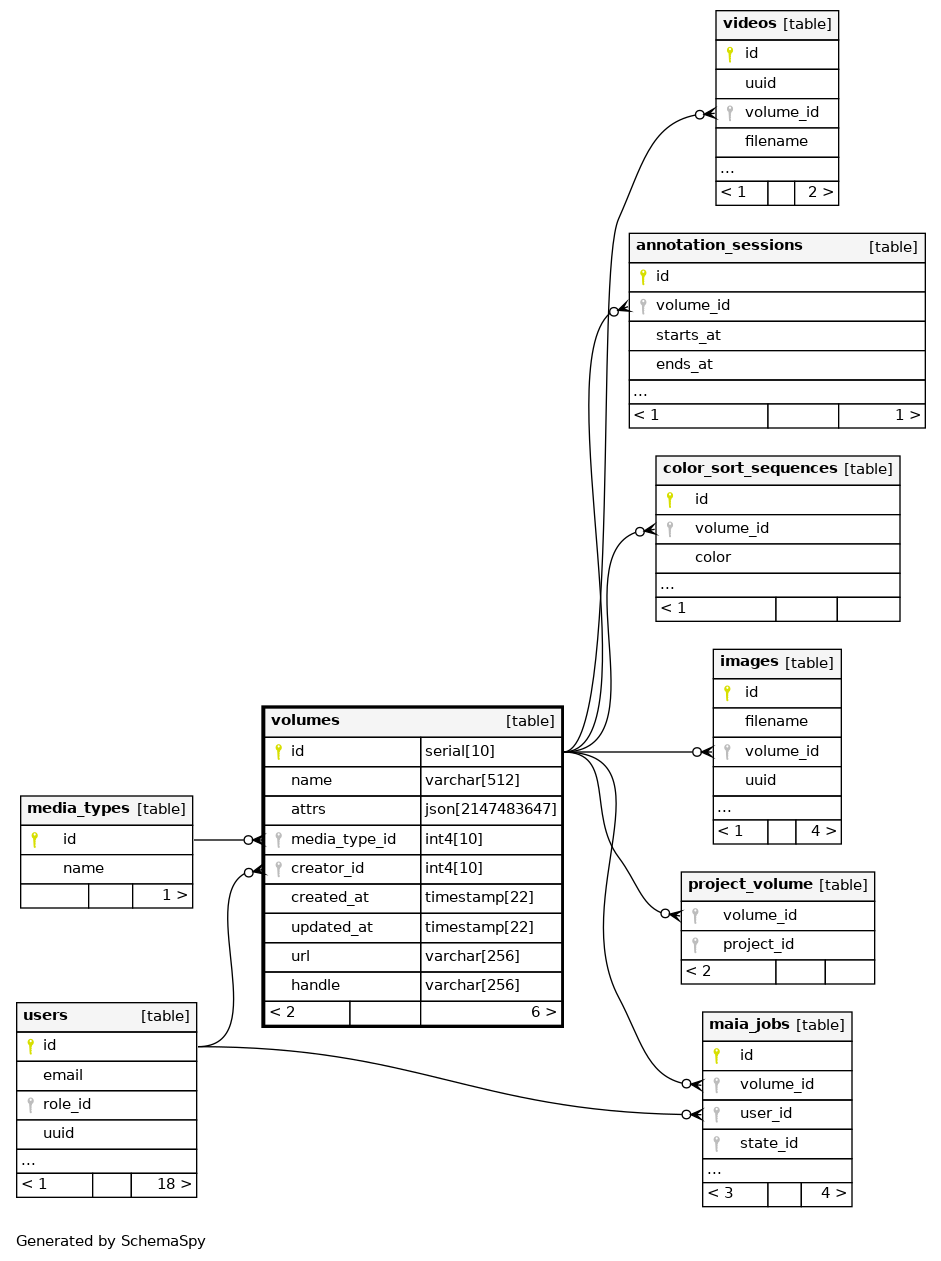 videos [table]
id
uuid
volume_id
filename
...
< 1 2 >
annotation_sessions [table]
id
volume_id
starts_at
ends_at
...
< 1 1 >
color_sort_sequences [table]
id
volume_id
color
...
< 1
images [table]
id
filename
volume_id
uuid
...
< 1 4 >
volumes [table]
id serial[10]
name varchar[512]
attrs json[2147483647]
media_type_id int4[10]
creator_id int4[10]
created_at timestamp[22]
updated_at timestamp[22]
url varchar[256]
handle varchar[256]
< 2 6 >
media_types [table]
id
name
1 >
project_volume [table]
volume_id
project_id
< 2
users [table]
id
email
role_id
uuid
...
< 1 18 >
maia_jobs [table]
id
volume_id
user_id
state_id
...
< 3 4 >
Generated by SchemaSpy